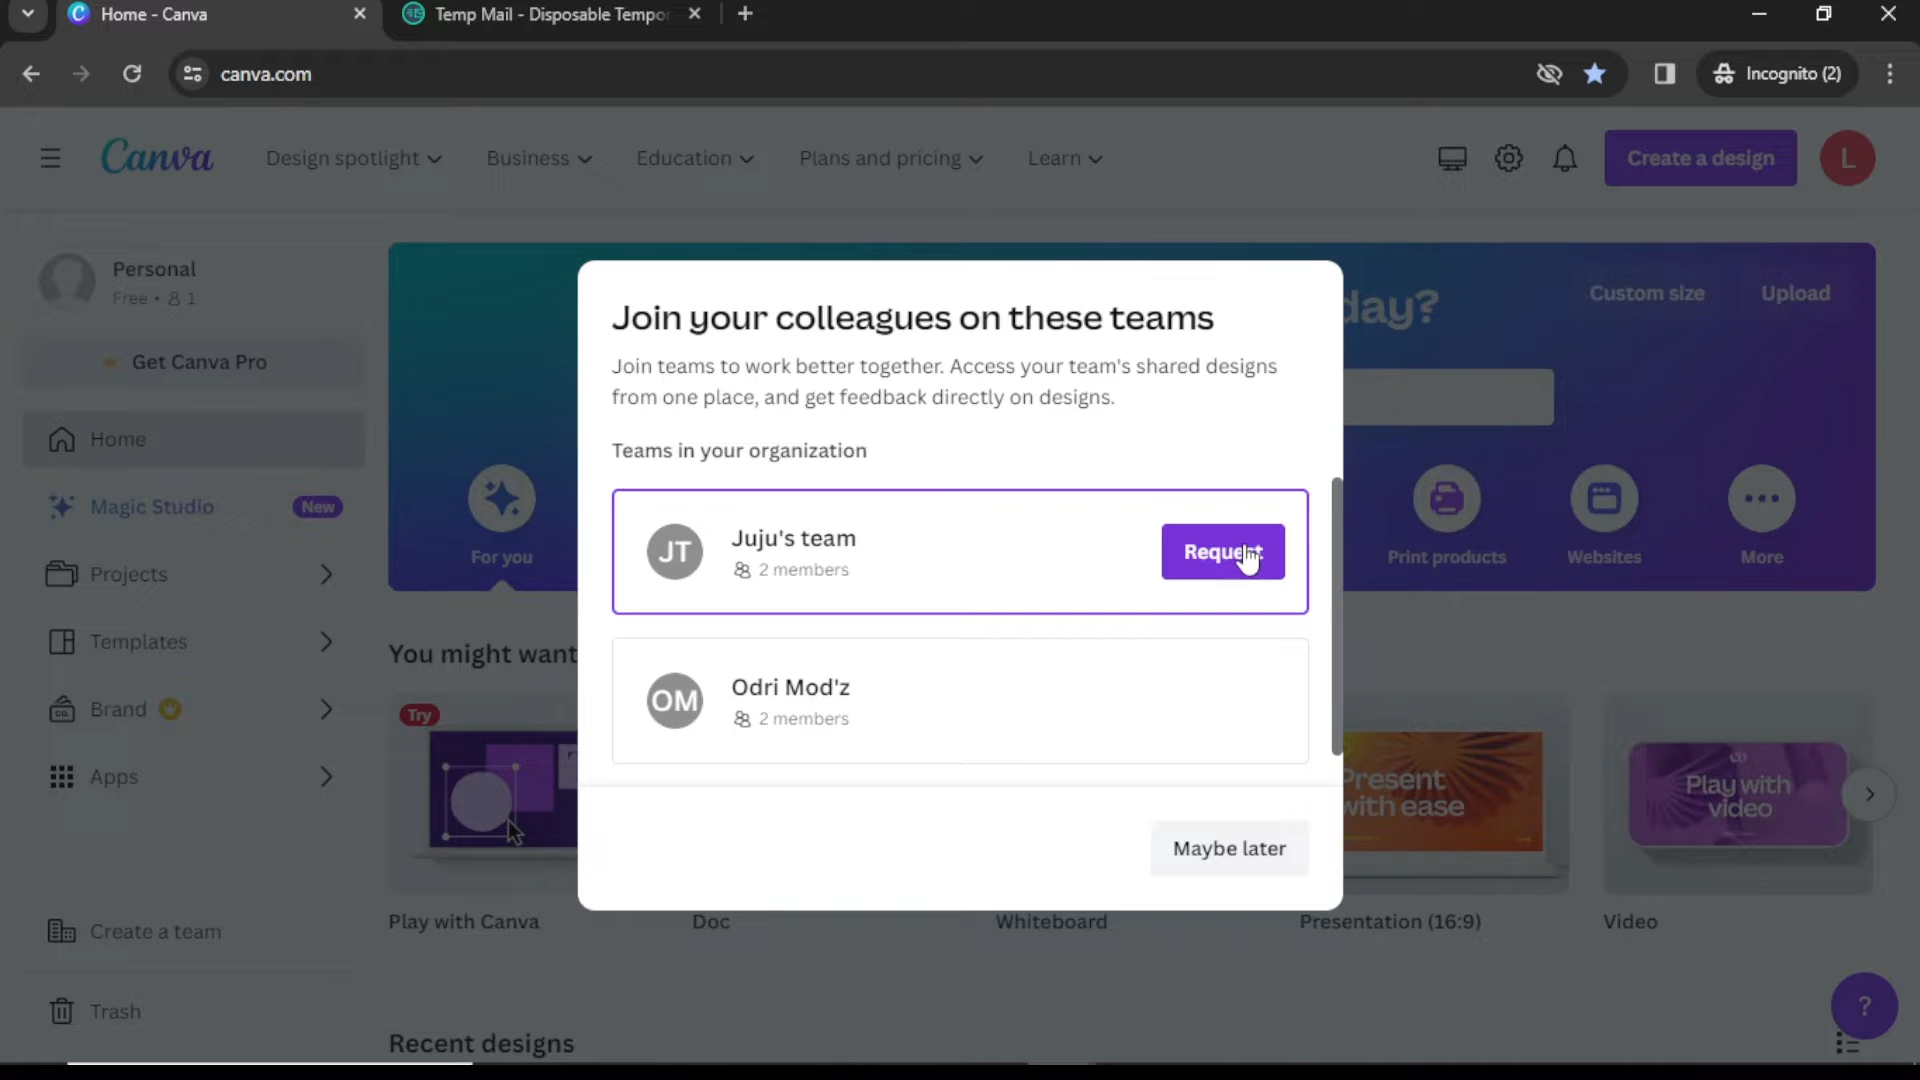 Home - Canva
Temp Mail - Disposable Tempor
canva.com
Incognito (2)
Canva
Design spotlight
Business
Education
Plans and pricing
Learn
Create a design
L
Personal
Free • 1
Get Canva Pro
Home
Magic Studio
New
Projects
Templates
Brand
Apps
Create a team
Trash
day?
Custom size
Upload
For you
Print products
Websites
More
You might want
Join your colleagues on these teams
Join teams to work better together. Access your team's shared designs
from one place, and get feedback directly on designs.
Teams in your organization
JT
Juju's team
2 members
Request
OM
Odri Mod'z
2 members
Maybe later
Try
Present
with ease
Play with
video
Play with Canva
Doc
Whiteboard
Presentation (16:9)
Video
Recent designs
?